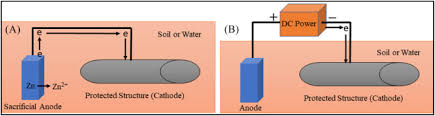 (A)
e
e
Soil or Water
e
Zn → Zn²⁻
Sacrificial Anode
Protected Structure (Cathode)
(B)
+
DC Power
−
e
Soil or Water
Anode
Protected Structure (Cathode)